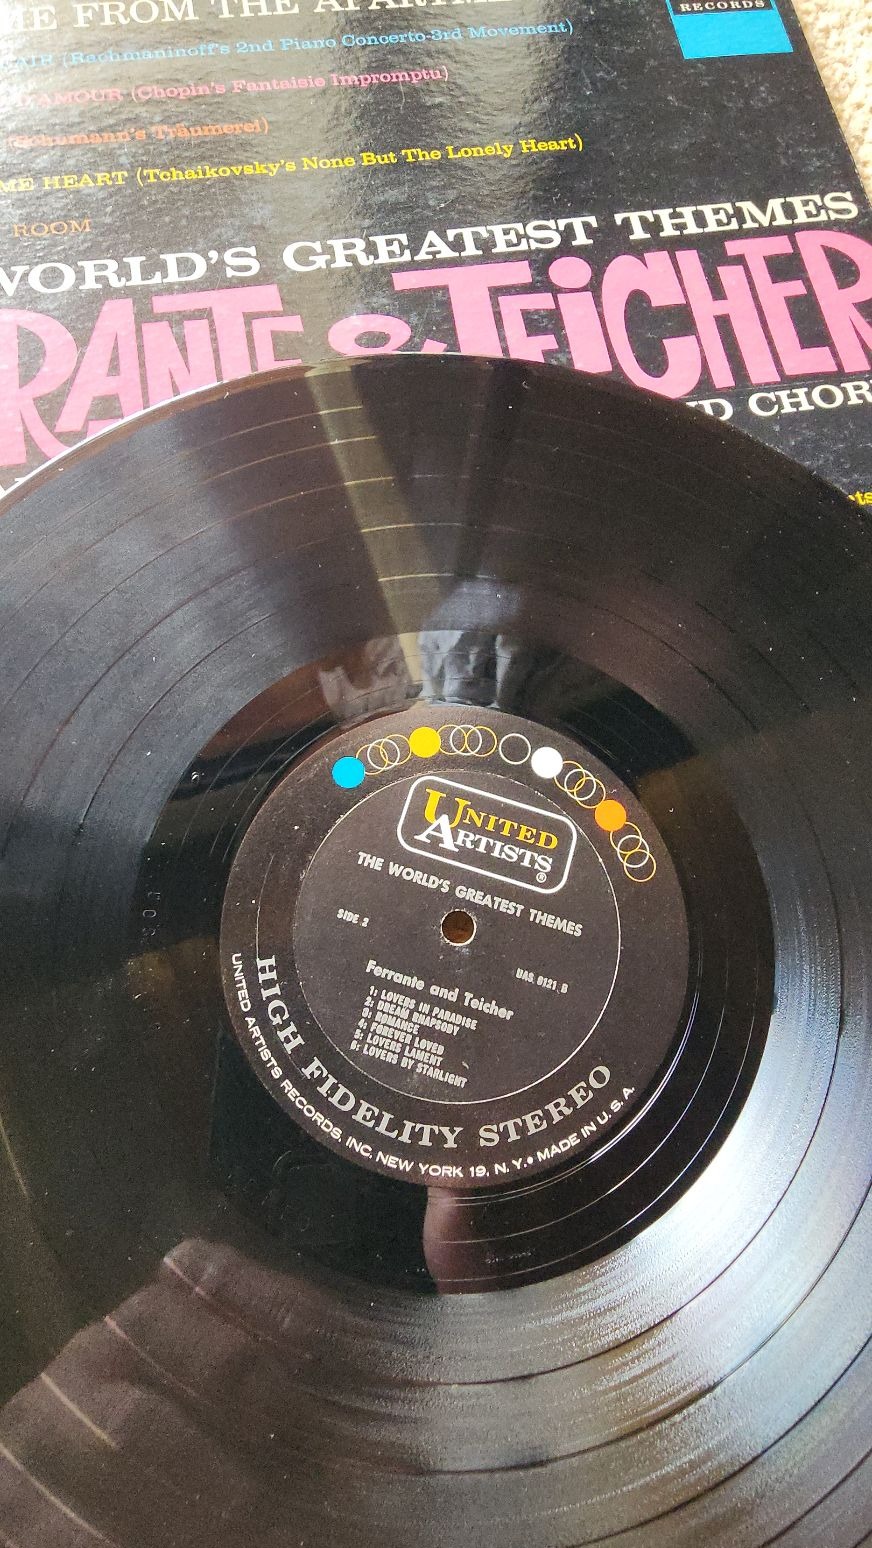 ME FROM THE APARTME
AIR (Rachmaninoff's 2nd Piano Concerto-3rd Movement)
D'AMOUR (Chopin's Fantaisie Impromptu)
(Schumann's Träumerei)
ME HEART (Tchaikovsky's None But The Lonely Heart)
ROOM
RECORDS
WORLD'S GREATEST THEMES
RANTE & TEICHER
ND CHOR
UNITED
ARTISTS®
THE WORLD'S GREATEST THEMES
SIDE 2
UAS. 6121 B
Ferrante and Teicher
1: LOVERS IN PARADISE
2: DREAM RHAPSODY
3: ROMANCE
4: FOREVER LOVED
5: LOVERS LAMENT
6: LOVERS BY STARLIGHT
HIGH FIDELITY STEREO
UNITED ARTISTS RECORDS, INC. NEW YORK 19, N. Y. • MADE IN U. S. A.